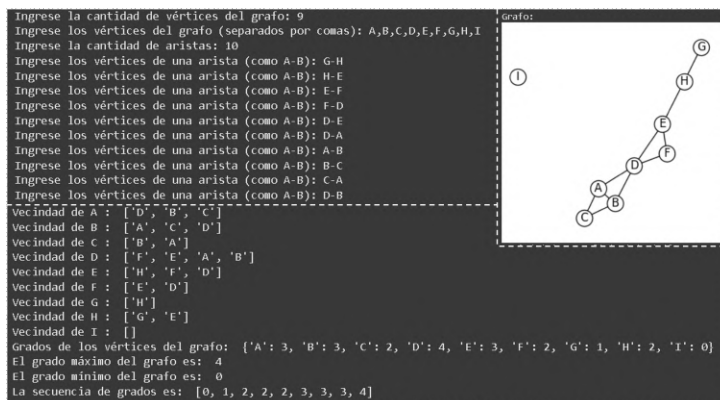 Ingrese la cantidad de vértices del grafo: 9
Ingrese los vértices del grafo (separados por comas): A,B,C,D,E,F,G,H,I
Ingrese la cantidad de aristas: 10
Ingrese los vértices de una arista (como A-B): G-H
Ingrese los vértices de una arista (como A-B): H-E
Ingrese los vértices de una arista (como A-B): E-F
Ingrese los vértices de una arista (como A-B): F-D
Ingrese los vértices de una arista (como A-B): D-E
Ingrese los vértices de una arista (como A-B): D-A
Ingrese los vértices de una arista (como A-B): A-B
Ingrese los vértices de una arista (como A-B): B-C
Ingrese los vértices de una arista (como A-B): C-A
Ingrese los vértices de una arista (como A-B): D-B
Vecindad de A :  ['D', 'B', 'C']
Vecindad de B :  ['A', 'C', 'D']
Vecindad de C :  ['B', 'A']
Vecindad de D :  ['F', 'E', 'A', 'B']
Vecindad de E :  ['H', 'F', 'D']
Vecindad de F :  ['E', 'D']
Vecindad de G :  ['H']
Vecindad de H :  ['G', 'E']
Vecindad de I :  []
Grados de los vértices del grafo:  {'A': 3, 'B': 3, 'C': 2, 'D': 4, 'E': 3, 'F': 2, 'G': 1, 'H': 2, 'I': 0}
El grado máximo del grafo es:  4
El grado mínimo del grafo es:  0
La secuencia de grados es:  [0, 1, 2, 2, 2, 3, 3, 3, 4]
Grafo:
G
I
H
E
F
D
A
B
C